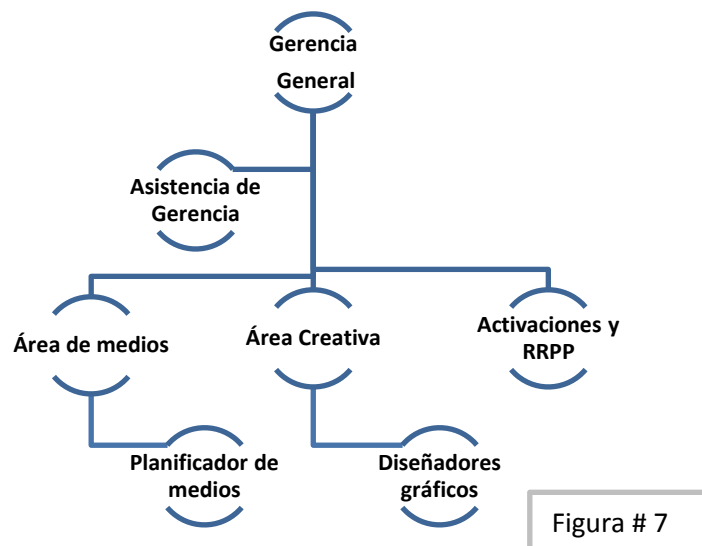 Gerencia
General
Asistencia de
Gerencia
Área de medios
Área Creativa
Activaciones y
RRPP
Planificador de
medios
Diseñadores
gráficos
Figura # 7